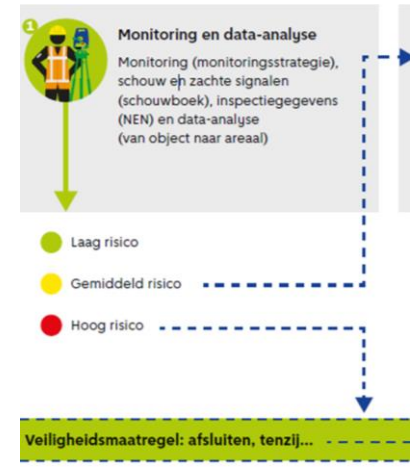 1
Monitoring en data-analyse
Monitoring (monitoringsstrategie),
schouw en zachte signalen
(schouwboek), inspectiegegevens
(NEN) en data-analyse
(van object naar areaal)
Laag risico
Gemiddeld risico
Hoog risico
Veiligheidsmaatregel: afsluiten, tenzij...